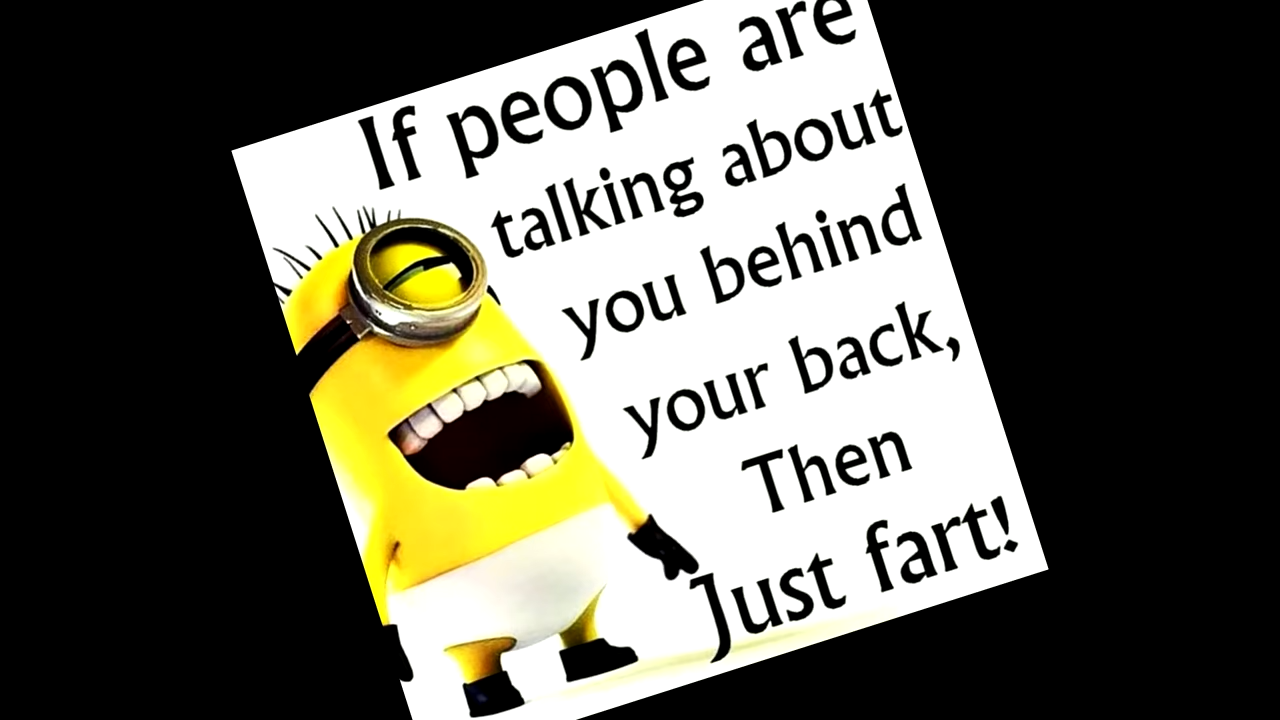 If people are
talking about
you behind
your back,
Then
Just fart!